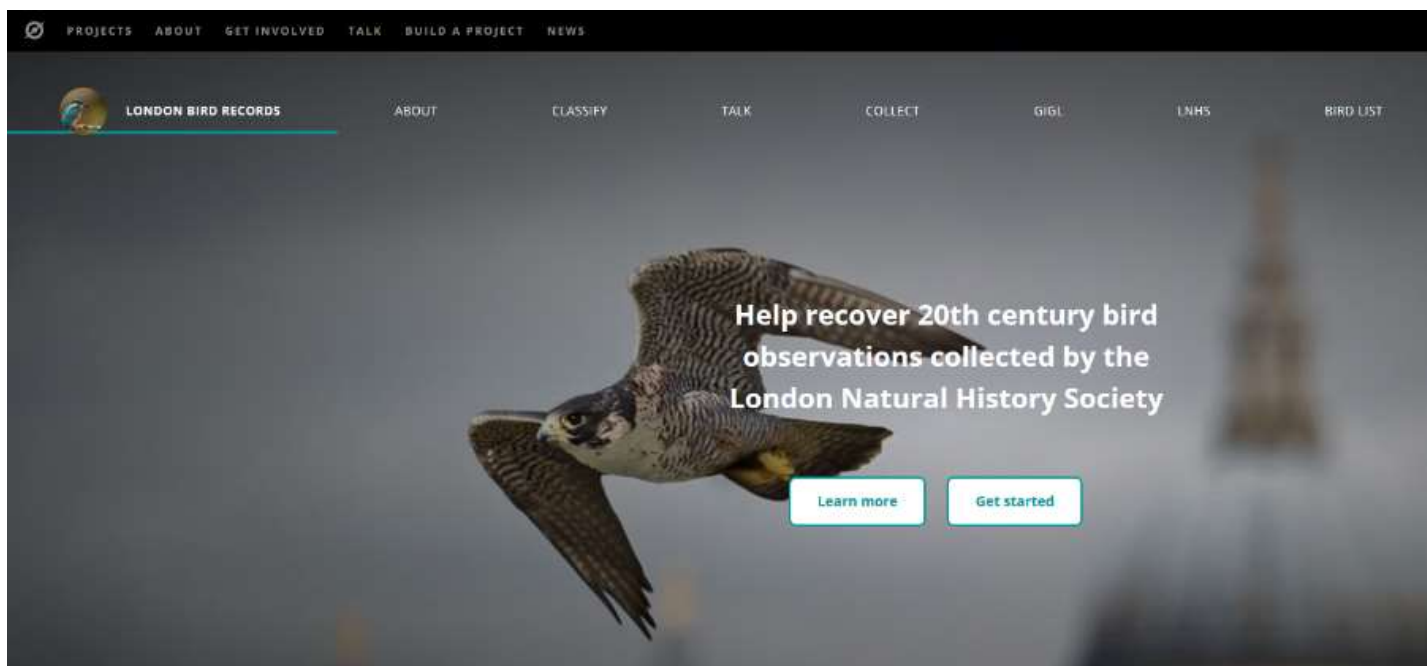 PROJECTS ABOUT GET INVOLVED TALK BUILD A PROJECT NEWS
LONDON BIRD RECORDS ABOUT CLASSIFY TALK COLLECT GIGL LNHS BIRD LIST
Help recover 20th century bird
observations collected by the
London Natural History Society
Learn more Get started